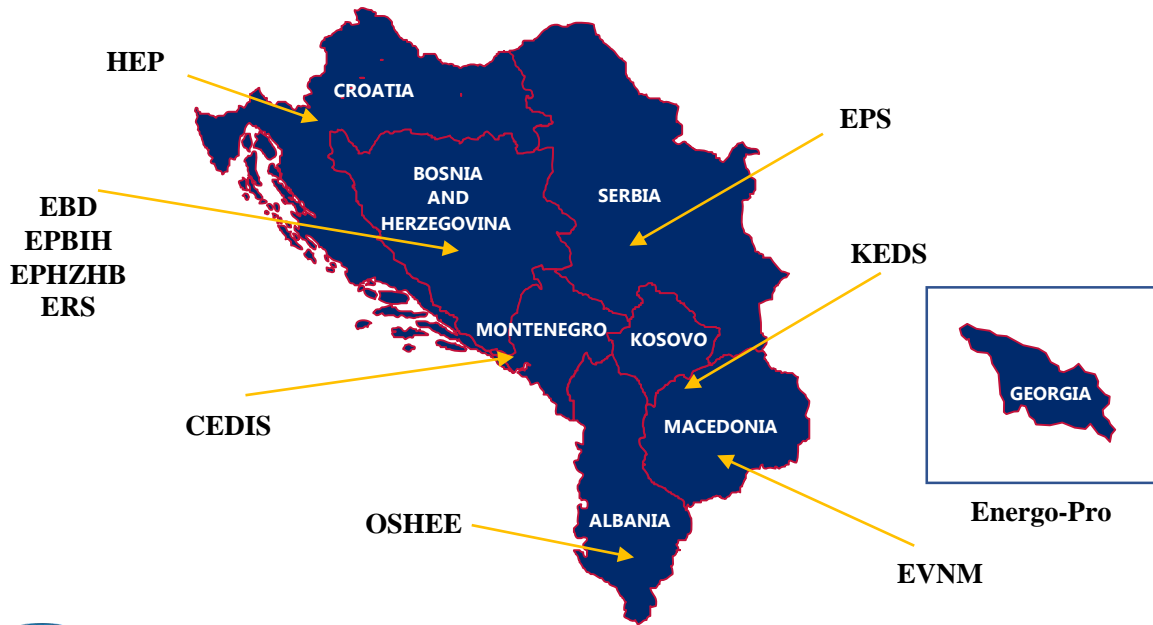 HEP
CROATIA
EPS
BOSNIA
AND
HERZEGOVINA
SERBIA
EBD
EPBIH
EPHZHB
ERS
KEDS
MONTENEGRO
KOSOVO
GEORGIA
CEDIS
MACEDONIA
Energo-Pro
OSHEE
ALBANIA
EVNM